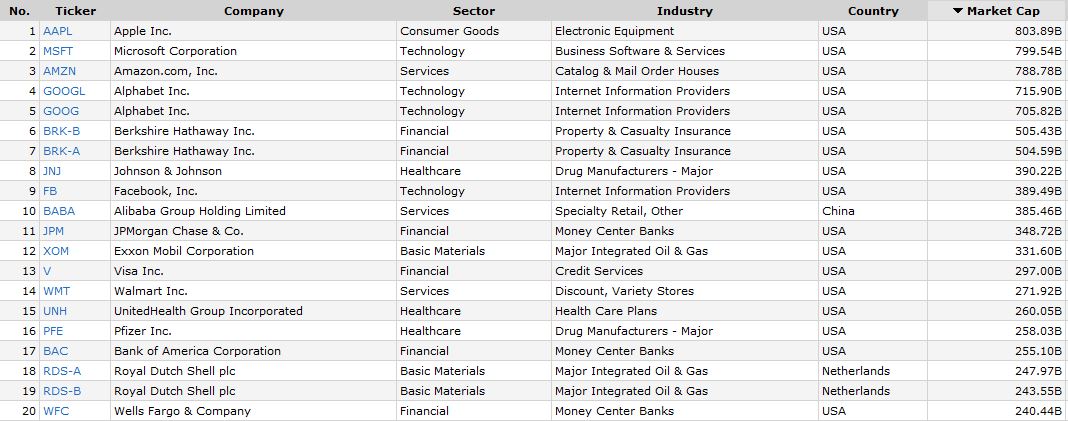 No. Ticker Company Sector Industry Country Market Cap
1 AAPL Apple Inc. Consumer Goods Electronic Equipment USA 803.89B
2 MSFT Microsoft Corporation Technology Business Software & Services USA 799.54B
3 AMZN Amazon.com, Inc. Services Catalog & Mail Order Houses USA 788.78B
4 GOOGL Alphabet Inc. Technology Internet Information Providers USA 715.90B
5 GOOG Alphabet Inc. Technology Internet Information Providers USA 705.82B
6 BRK-B Berkshire Hathaway Inc. Financial Property & Casualty Insurance USA 505.43B
7 BRK-A Berkshire Hathaway Inc. Financial Property & Casualty Insurance USA 504.59B
8 JNJ Johnson & Johnson Healthcare Drug Manufacturers - Major USA 390.22B
9 FB Facebook, Inc. Technology Internet Information Providers USA 389.49B
10 BABA Alibaba Group Holding Limited Services Specialty Retail, Other China 385.46B
11 JPM JPMorgan Chase & Co. Financial Money Center Banks USA 348.72B
12 XOM Exxon Mobil Corporation Basic Materials Major Integrated Oil & Gas USA 331.60B
13 V Visa Inc. Financial Credit Services USA 297.00B
14 WMT Walmart Inc. Services Discount, Variety Stores USA 271.92B
15 UNH UnitedHealth Group Incorporated Healthcare Health Care Plans USA 260.05B
16 PFE Pfizer Inc. Healthcare Drug Manufacturers - Major USA 258.03B
17 BAC Bank of America Corporation Financial Money Center Banks USA 255.10B
18 RDS-A Royal Dutch Shell plc Basic Materials Major Integrated Oil & Gas Netherlands 247.97B
19 RDS-B Royal Dutch Shell plc Basic Materials Major Integrated Oil & Gas Netherlands 243.55B
20 WFC Wells Fargo & Company Financial Money Center Banks USA 240.44B